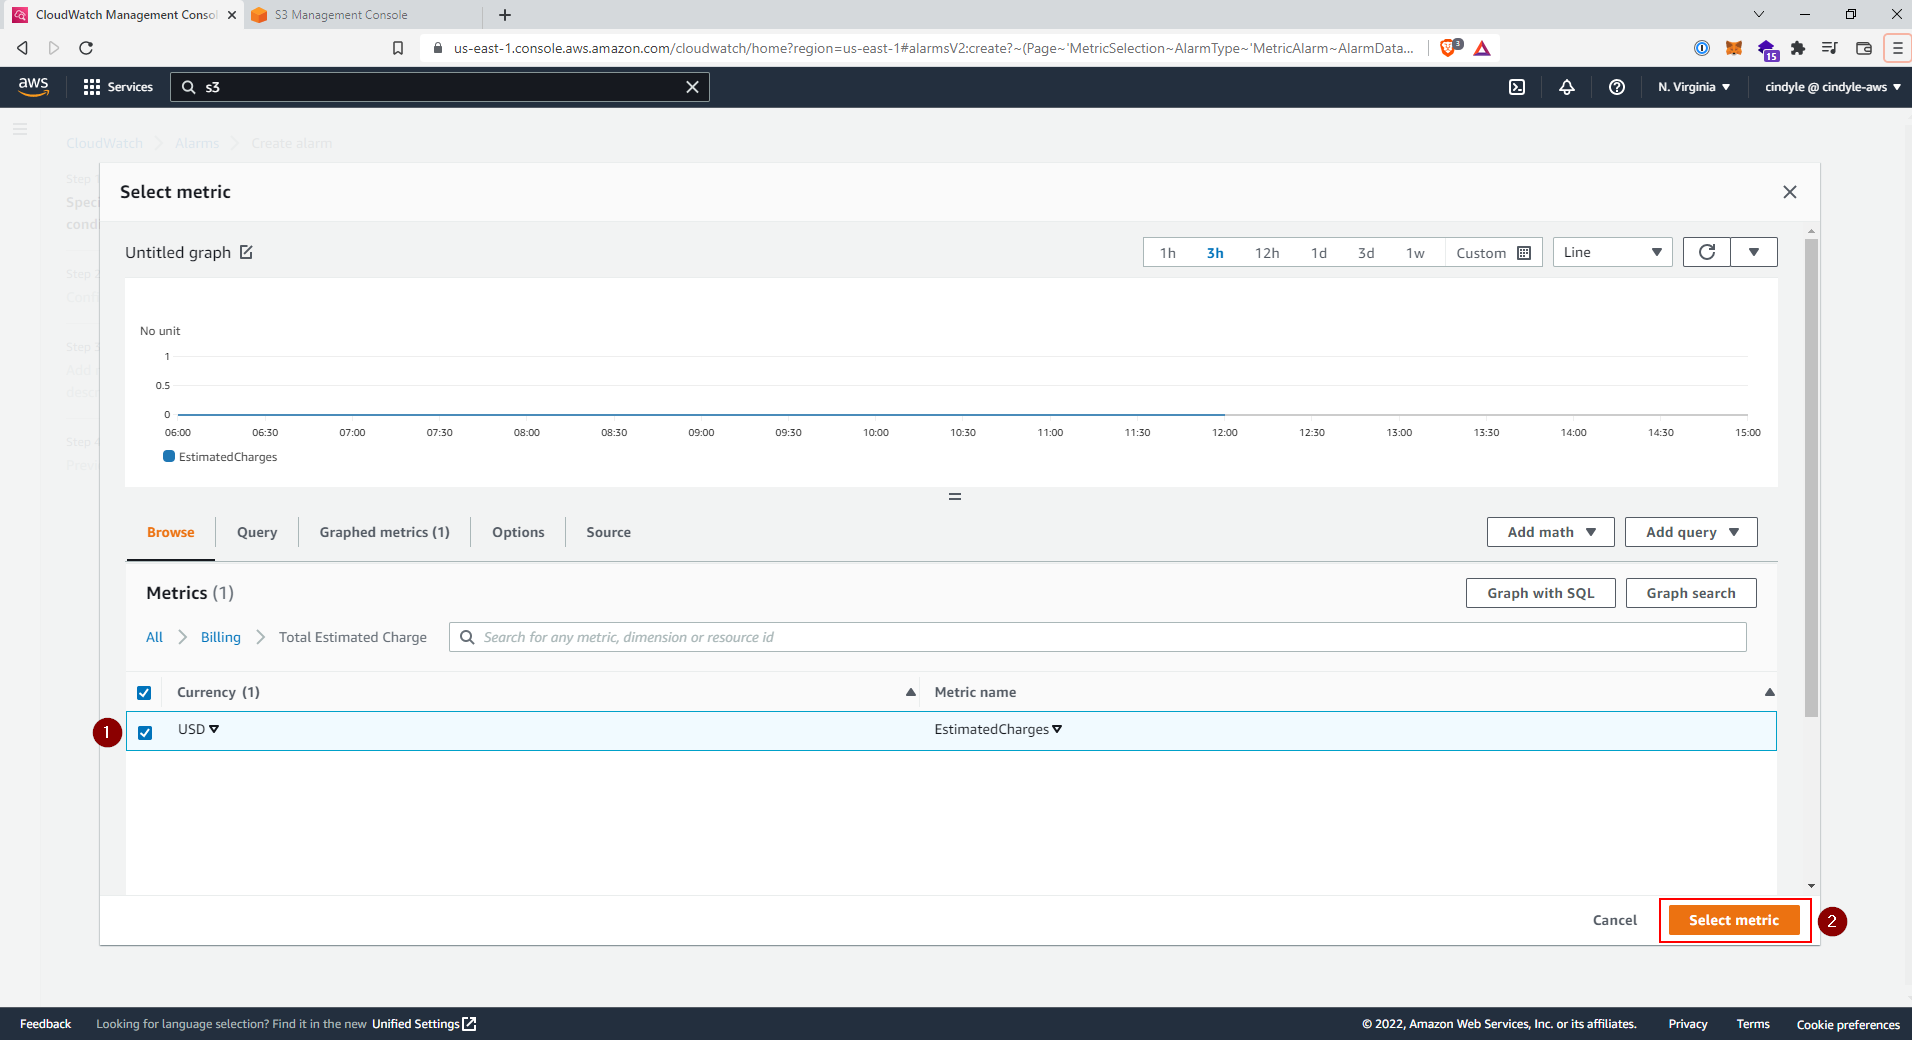 CloudWatch Management Conso
S3 Management Console
us-east-1.console.aws.amazon.com/cloudwatch/home?region=us-east-1#alarmsV2:create?~(Page~'MetricSelection~AlarmType~'MetricAlarm~AlarmData...
3
15
aws
Services
s3
N. Virginia
cindyle @ cindyle-aws
CloudWatch
Alarms
Create alarm
Step 1
Speci
condi
Step 2
Conf
Step 3
Add
desc
Step 4
Previ
Select metric
Untitled graph
1h 3h 12h 1d 3d 1w Custom
Line
No unit
1
0.5
0
06:00 06:30 07:00 07:30 08:00 08:30 09:00 09:30 10:00 10:30 11:00 11:30 12:00 12:30 13:00 13:30 14:00 14:30 15:00
EstimatedCharges
Browse Query Graphed metrics (1) Options Source
Add math
Add query
Metrics (1)
Graph with SQL
Graph search
All Billing Total Estimated Charge
Search for any metric, dimension or resource id
Currency (1)
Metric name
1
USD
EstimatedCharges
Cancel
Select metric
2
Feedback
Looking for language selection? Find it in the new Unified Settings
© 2022, Amazon Web Services, Inc. or its affiliates.
Privacy
Terms
Cookie preferences